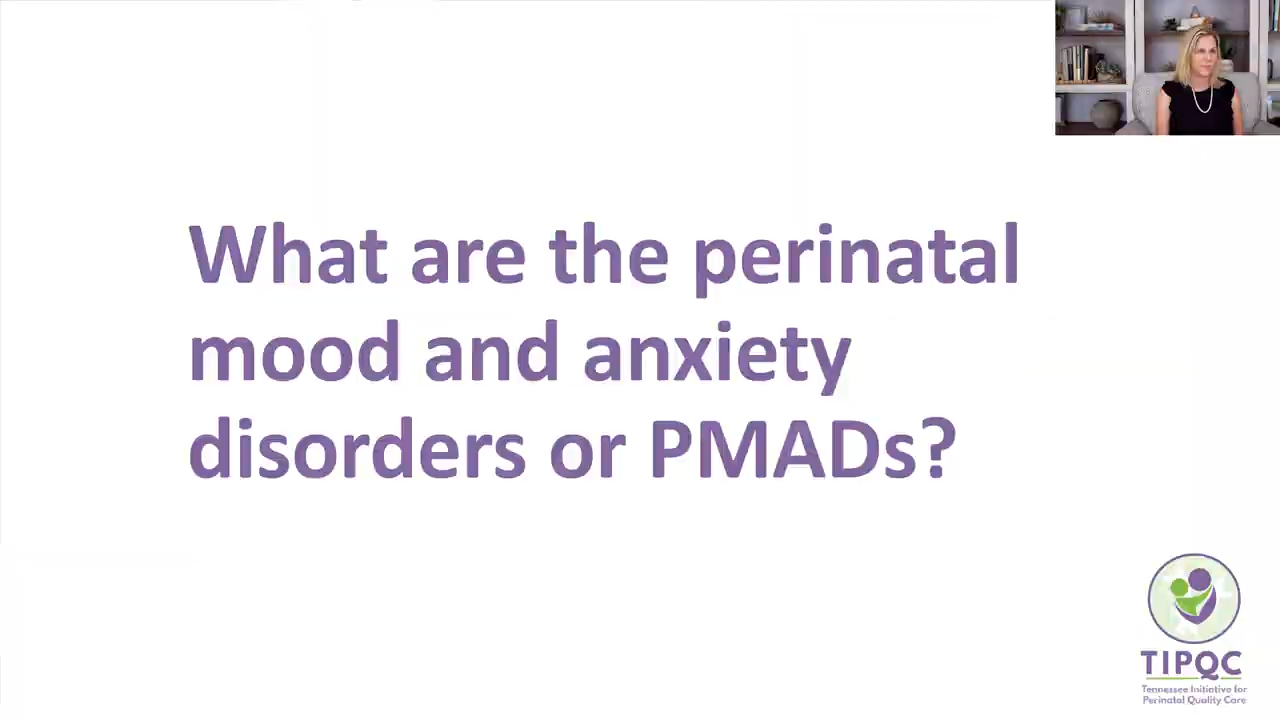 What are the perinatal
mood and anxiety
disorders or PMADs?
TIPQC
Tennessee Initiative for
Perinatal Quality Care